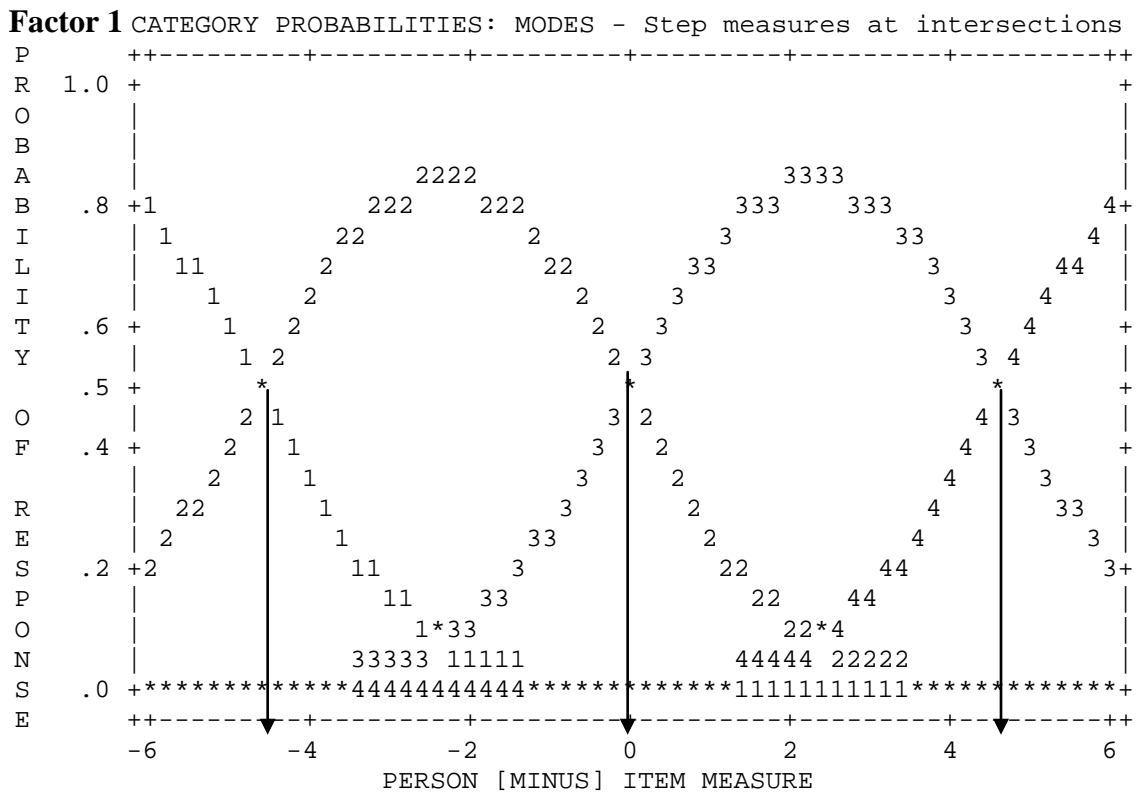 Factor 1 CATEGORY PROBABILITIES: MODES - Step measures at intersections
P      ++---------+---------+---------+---------+---------+---------++
R  1.0 +                                                             +
O      |                                                             |
B      |                                                             |
A      |                 2222                   3333                 |
B   .8 +1             222    222             333   333              4+
I      | 1          22          2           3         33          4 |
L      |  11       2             22       33            3       44  |
I      |    1     2                2     3               3     4    |
T   .6 +     1   2                  2   3                 3   4     +
Y      |      1 2                    2 3                   3 4      |
    .5 +       *                      *                      *       +
O      |      2 1                    3 2                   4 3      |
F   .4 +     2   1                  3   2                 4   3     +
       |    2     1                3     2               4     3    |
R      |  22       1              3       2             4       33  |
E      | 2          1           33         2           4          3 |
S   .2 +2            11        3            22        44           3+
P      |               11    33               22    44               |
O      |                 1*33                   22*4                 |
N      |             33333 11111             44444 22222             |
S   .0 +*************44444444444*************11111111111*************+
E      ++---------+---------+---------+---------+---------+---------++
       -6        -4        -2         0         2         4         6
                      PERSON [MINUS] ITEM MEASURE